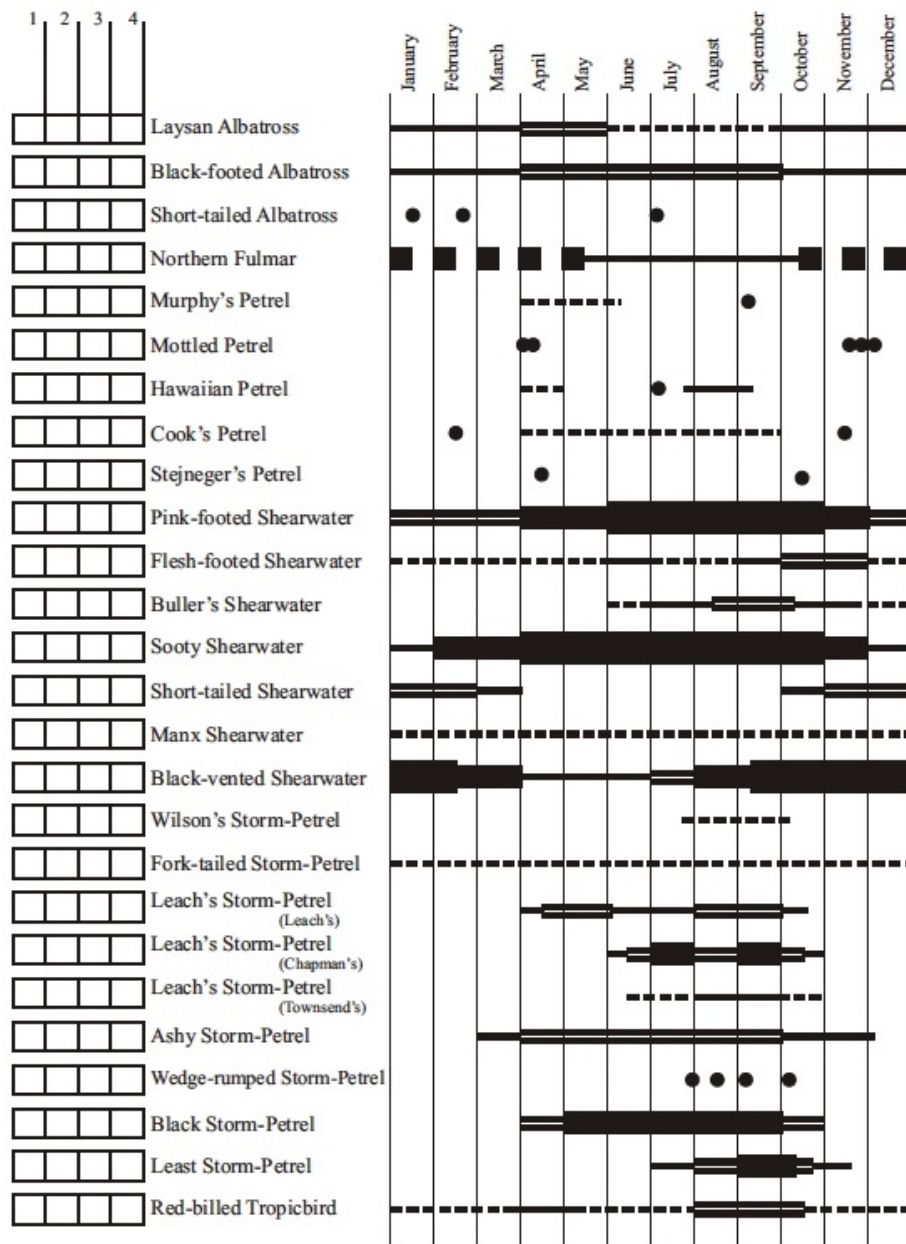 1 2 3 4
January February March April May June July August September October November December
Laysan Albatross
Black-footed Albatross
Short-tailed Albatross
Northern Fulmar
Murphy's Petrel
Mottled Petrel
Hawaiian Petrel
Cook's Petrel
Stejneger's Petrel
Pink-footed Shearwater
Flesh-footed Shearwater
Buller's Shearwater
Sooty Shearwater
Short-tailed Shearwater
Manx Shearwater
Black-vented Shearwater
Wilson's Storm-Petrel
Fork-tailed Storm-Petrel
Leach's Storm-Petrel
(Leach's)
Leach's Storm-Petrel
(Chapman's)
Leach's Storm-Petrel
(Townsend's)
Ashy Storm-Petrel
Wedge-rumped Storm-Petrel
Black Storm-Petrel
Least Storm-Petrel
Red-billed Tropicbird